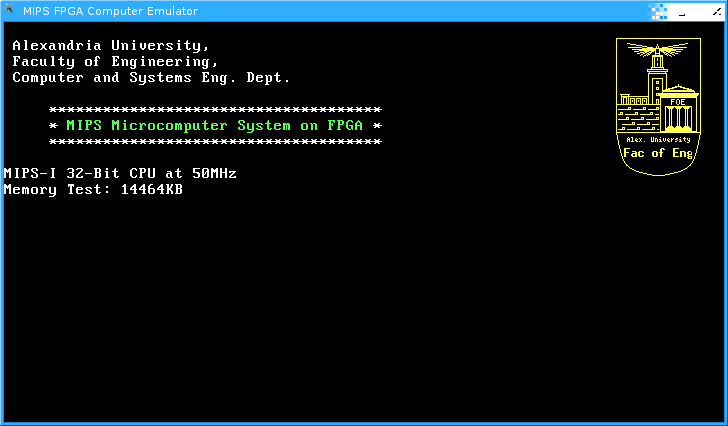 MIPS FPGA Computer Emulator
Alexandria University,
Faculty of Engineering,
Computer and Systems Eng. Dept.
*************************************
* MIPS Microcomputer System on FPGA *
*************************************
MIPS-I 32-Bit CPU at 50MHz
Memory Test: 14464KB
FOE
Alex. University
Fac of Eng